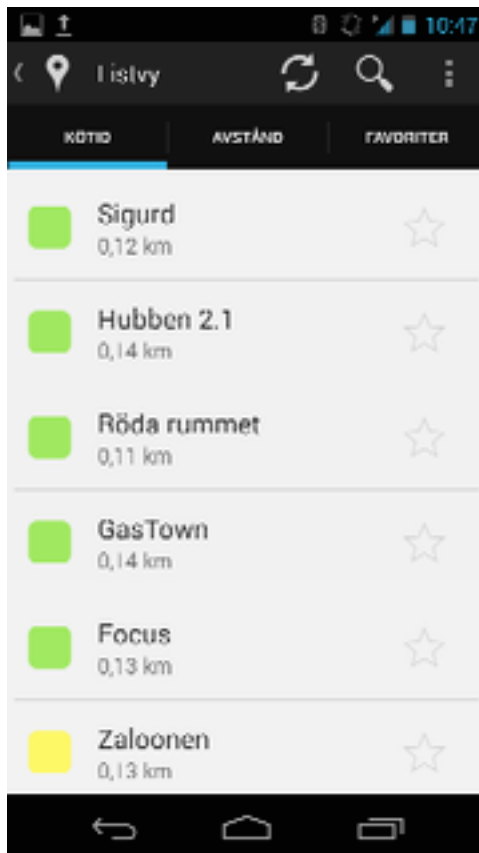 10:47
Listvy
KÖTID AVSTÅND FAVORITER
Sigurd
0,12 km
Hubben 2.1
0,14 km
Röda rummet
0,11 km
GasTown
0,14 km
Focus
0,13 km
Zaloonen
0,13 km